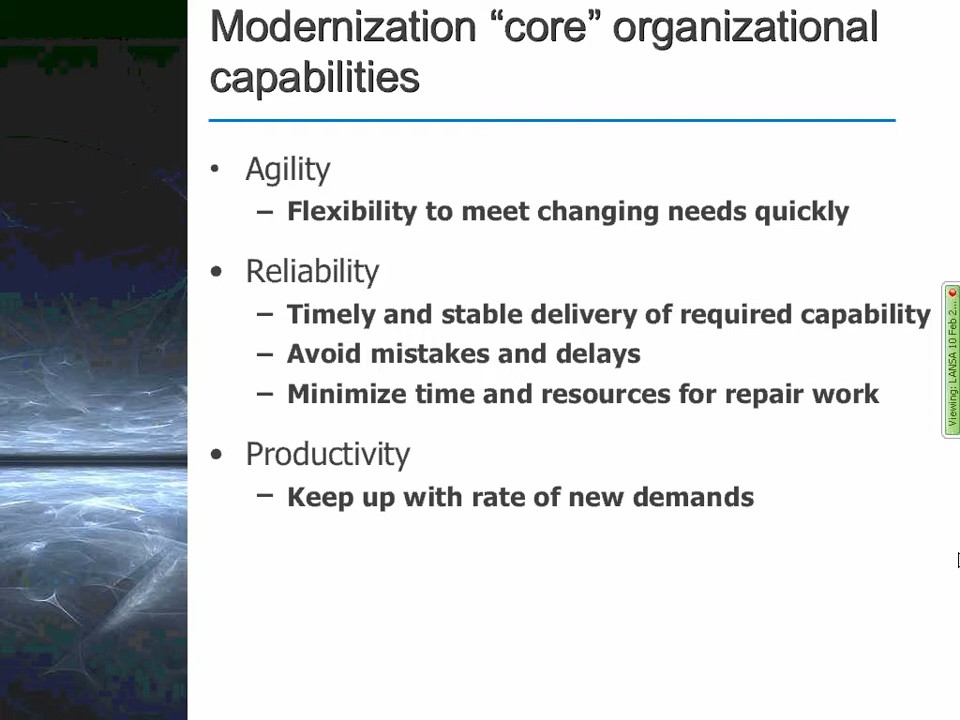 Modernization “core” organizational
capabilities
• Agility
– Flexibility to meet changing needs quickly
• Reliability
– Timely and stable delivery of required capability
– Avoid mistakes and delays
– Minimize time and resources for repair work
• Productivity
– Keep up with rate of new demands
Viewing: LANSA 10 Feb 2...